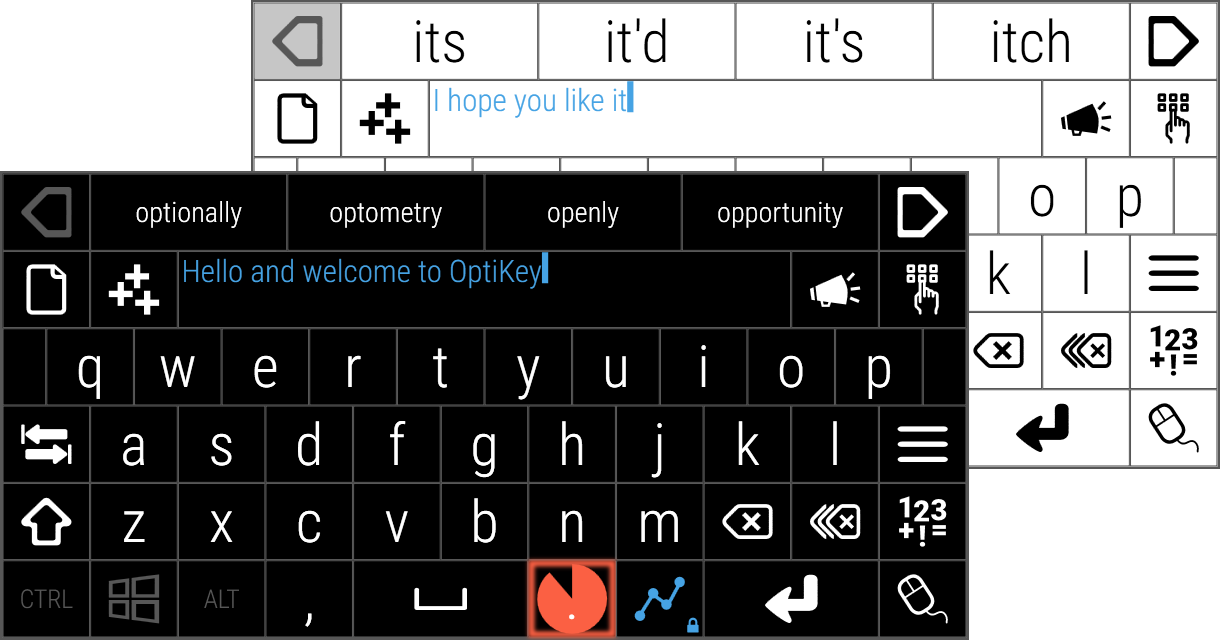 its it'd it's itch
I hope you like it
o p
k l
123
+!=
optionally optometry openly opportunity
Hello and welcome to OptiKey
q w e r t y u i o p
a s d f g h j k l
z x c v b n m 123
+!=
CTRL ALT , .